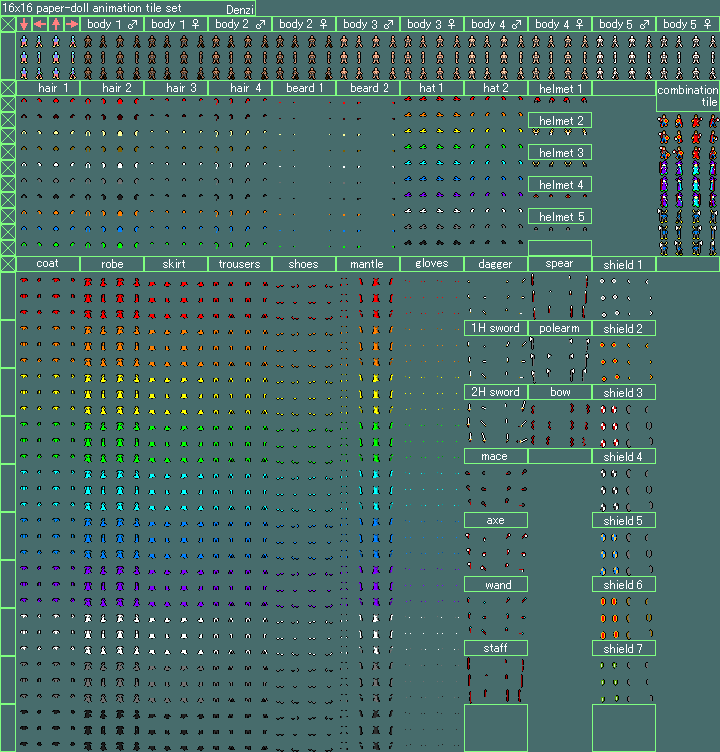 16x16 paper-doll animation tile set
Denzi
body 1 ♂ body 1 ♀ body 2 ♂ body 2 ♀ body 3 ♂ body 3 ♀ body 4 ♂ body 4 ♀ body 5 ♂ body 5 ♀
hair 1 hair 2 hair 3 hair 4 beard 1 beard 2 hat 1 hat 2 helmet 1
combination
tile
helmet 2
helmet 3
helmet 4
helmet 5
coat robe skirt trousers shoes mantle gloves dagger spear shield 1
1H sword polearm shield 2
2H sword bow shield 3
mace shield 4
axe shield 5
wand shield 6
staff shield 7